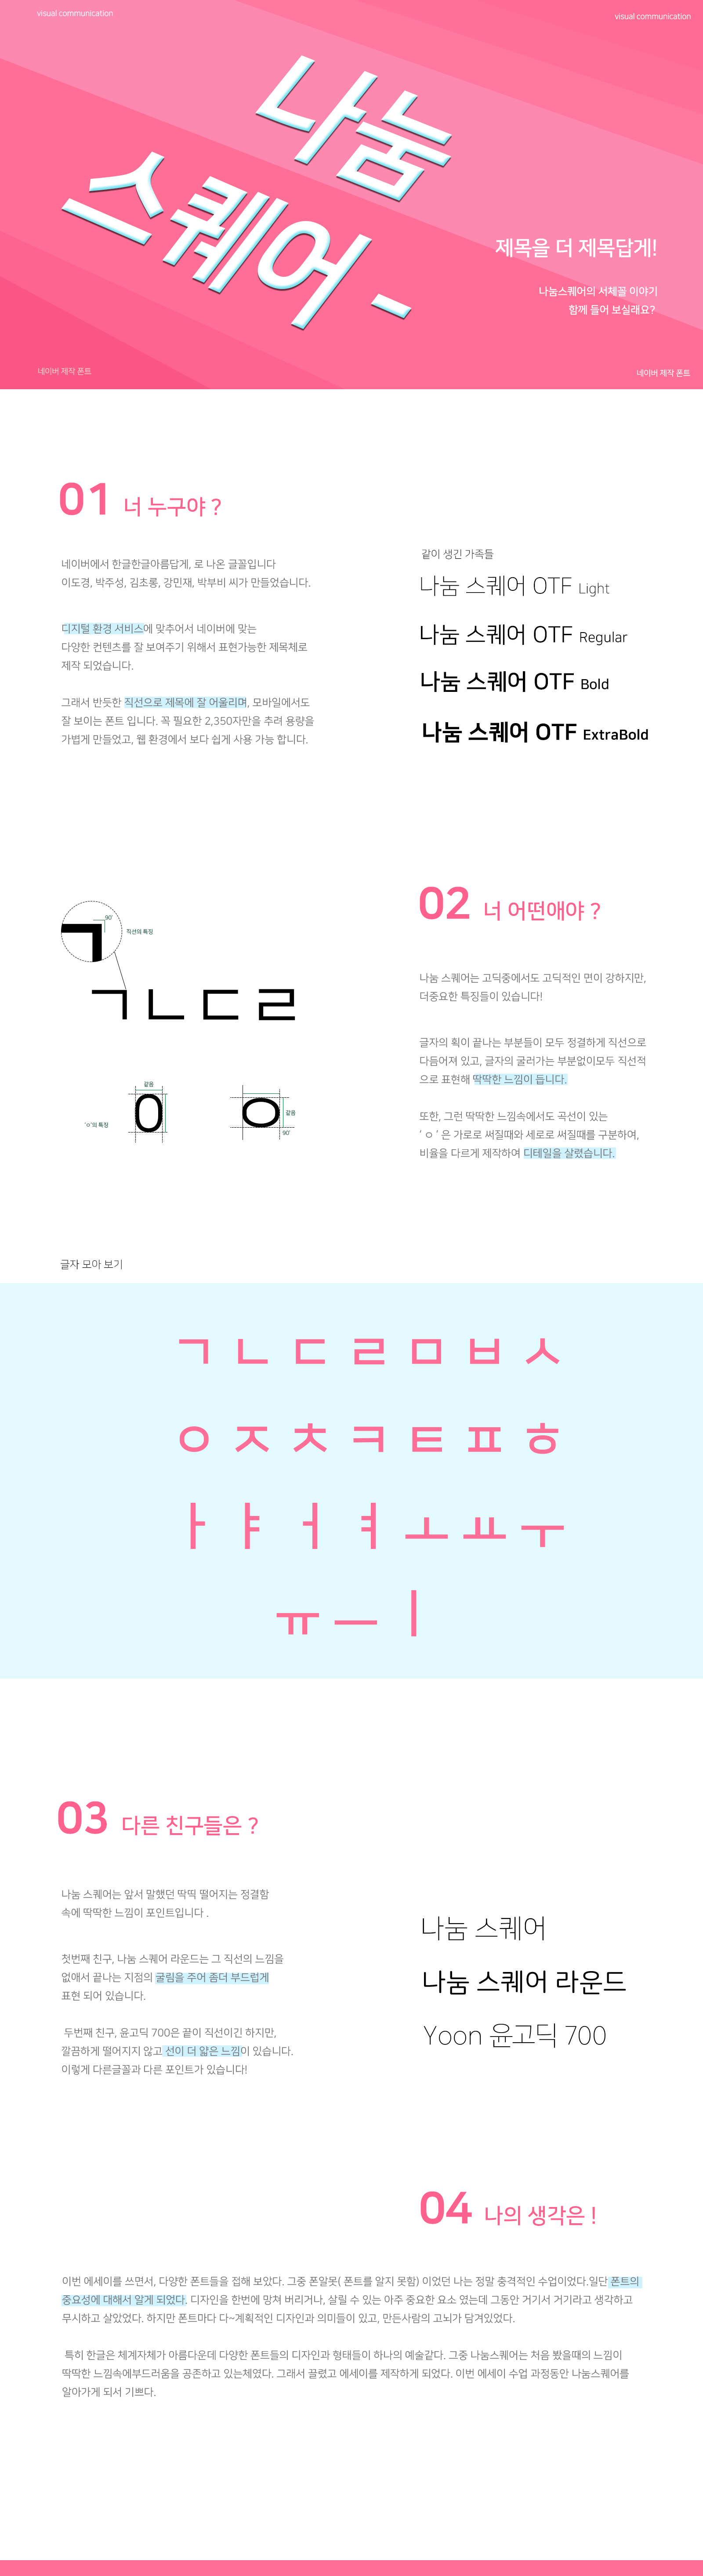 visual communication
visual communication
나눔
스퀘어 -
제목을 더 제목답게!
나눔스퀘어의 서체꼴 이야기
함께 들어 보실래요?
네이버 제작 폰트
네이버 제작 폰트
01 너 누구야 ?
네이버에서 한글한글아름답게, 로 나온 글꼴입니다
이도경, 박주성, 김초롱, 강민재, 박부비 씨가 만들었습니다.
디지털 환경 서비스에 맞추어서 네이버에 맞는
다양한 컨텐츠를 잘 보여주기 위해서 표현가능한 제목체로
제작 되었습니다.
그래서 반듯한 직선으로 제목에 잘 어울리며, 모바일에서도
잘 보이는 폰트 입니다. 꼭 필요한 2,350자만을 추려 용량을
가볍게 만들었고, 웹 환경에서 보다 쉽게 사용 가능 합니다.
같이 생긴 가족들
나눔 스퀘어 OTF Light
나눔 스퀘어 OTF Regular
나눔 스퀘어 OTF Bold
나눔 스퀘어 OTF ExtraBold
ㄱ
90'
직선의 특징
ㄱ ㄴ ㄷ ㄹ
같음
'ㅇ'의 특징
ㅇ ㅇ
같음
90'
02 너 어떤애야 ?
나눔 스퀘어는 고딕중에서도 고딕적인 면이 강하지만,
더중요한 특징들이 있습니다!
글자의 획이 끝나는 부분들이 모두 정결하게 직선으로
다듬어져 있고, 글자의 굴러가는 부분없이모두 직선적
으로 표현해 딱딱한 느낌이 듭니다.
또한, 그런 딱딱한 느낌속에서도 곡선이 있는
' ㅇ ' 은 가로로 써질때와 세로로 써질때를 구분하여,
비율을 다르게 제작하여 디테일을 살렸습니다.
글자 모아 보기
ㄱ ㄴ ㄷ ㄹ ㅁ ㅂ ㅅ
ㅇ ㅈ ㅊ ㅋ ㅌ ㅍ ㅎ
ㅏ ㅑ ㅓ ㅕ ㅗ ㅛ ㅜ
ㅠ ㅡ ㅣ
03 다른 친구들은 ?
나눔 스퀘어는 앞서 말했던 딱띡 떨어지는 정결함
속에 딱딱한 느낌이 포인트입니다 .
첫번째 친구, 나눔 스퀘어 라운드는 그 직선의 느낌을
없애서 끝나는 지점의 굴림을 주어 좀더 부드럽게
표현 되어 있습니다.
두번째 친구, 윤고딕 700은 끝이 직선이긴 하지만,
깔끔하게 떨어지지 않고 선이 더 얇은 느낌이 있습니다.
이렇게 다른글꼴과 다른 포인트가 있습니다!
나눔 스퀘어
나눔 스퀘어 라운드
Yoon 윤고딕 700
04 나의 생각은 !
이번 에세이를 쓰면서, 다양한 폰트들을 접해 보았다. 그중 폰알못( 폰트를 알지 못함) 이었던 나는 정말 충격적인 수업이었다.일단 폰트의
중요성에 대해서 알게 되었다. 디자인을 한번에 망쳐 버리거나, 살릴 수 있는 아주 중요한 요소 였는데 그동안 거기서 거기라고 생각하고
무시하고 살았었다. 하지만 폰트마다 다~계획적인 디자인과 의미들이 있고, 만든사람의 고뇌가 담겨있었다.
특히 한글은 체계자체가 아름다운데 다양한 폰트들의 디자인과 형태들이 하나의 예술같다. 그중 나눔스퀘어는 처음 봤을때의 느낌이
딱딱한 느낌속에부드러움을 공존하고 있는체였다. 그래서 끌렸고 에세이를 제작하게 되었다. 이번 에세이 수업 과정동안 나눔스퀘어를
알아가게 되서 기쁘다.